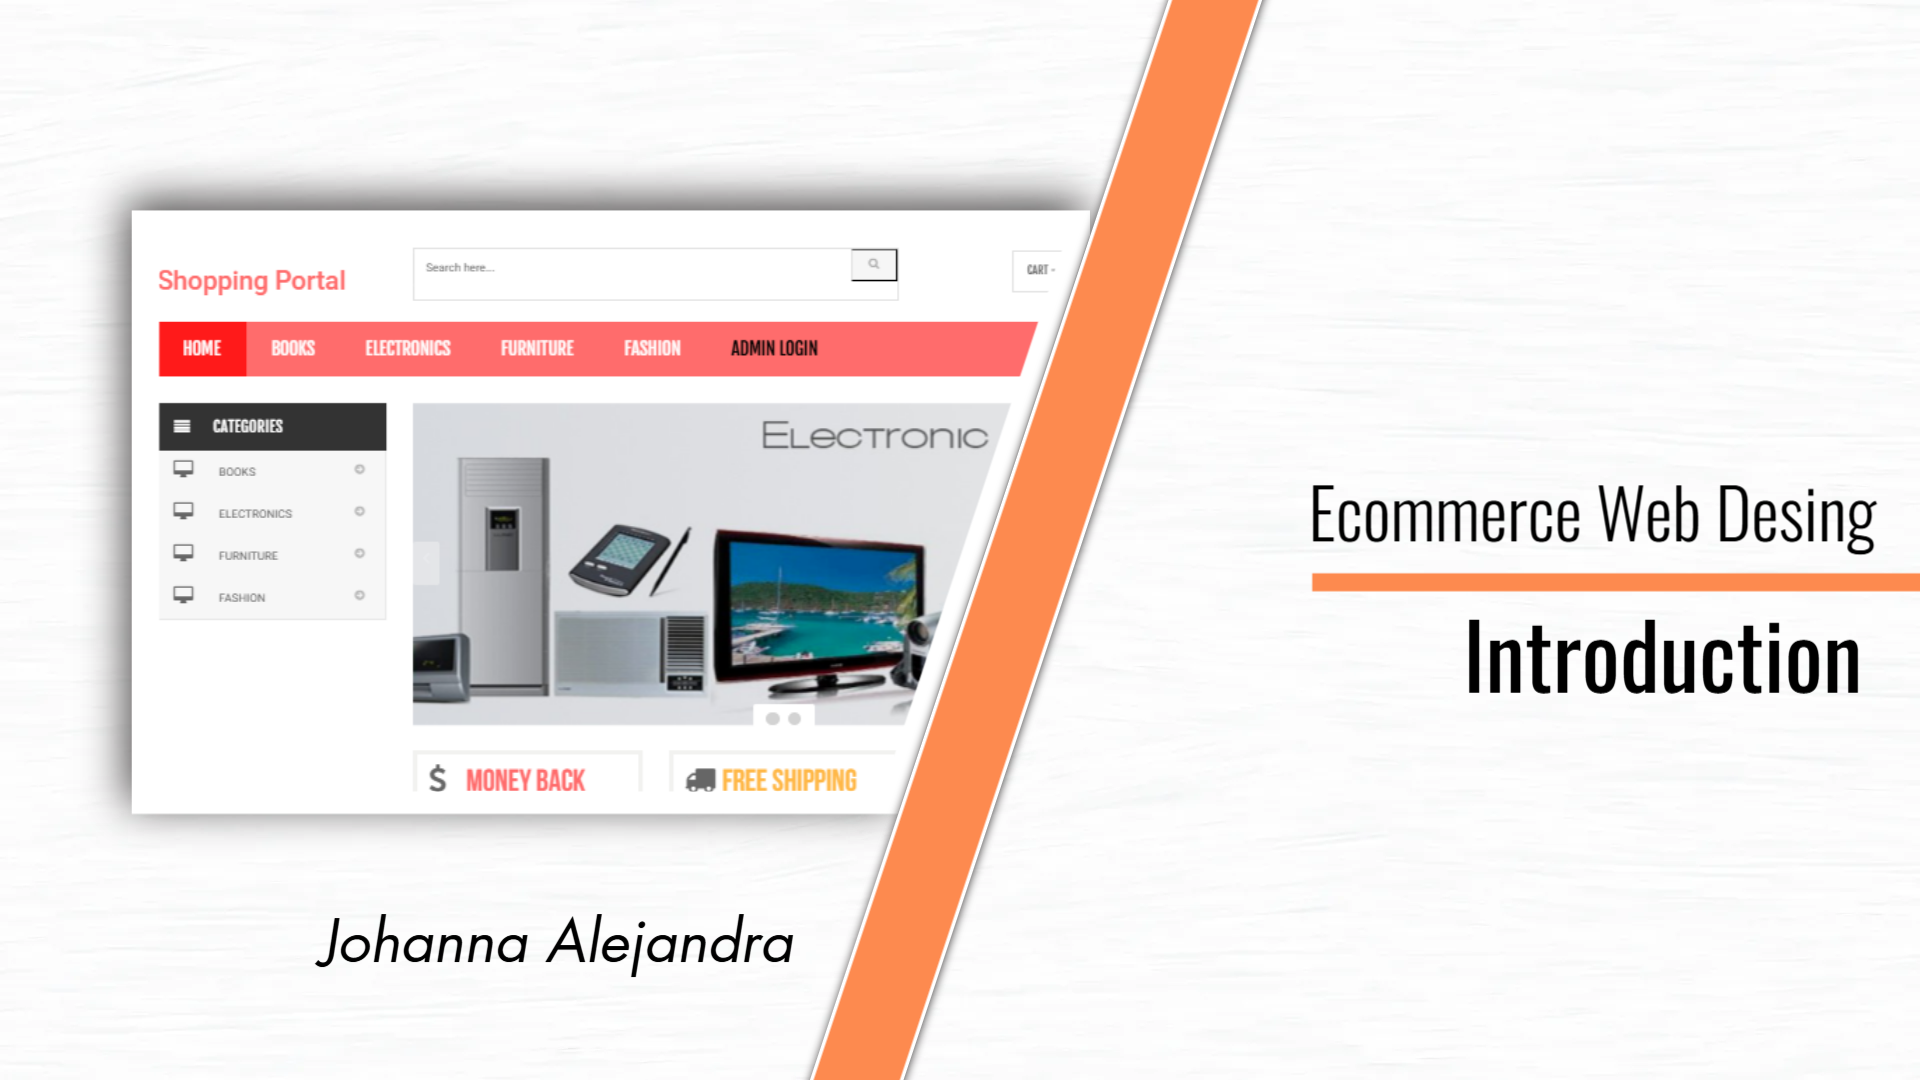 Shopping Portal
Search here...
CART
HOME BOOKS ELECTRONICS FURNITURE FASHION ADMIN LOGIN
CATEGORIES
BOOKS
ELECTRONICS
FURNITURE
FASHION
Electronic
$ MONEY BACK
FREE SHIPPING
Ecommerce Web Desing
Introduction
Johanna Alejandra